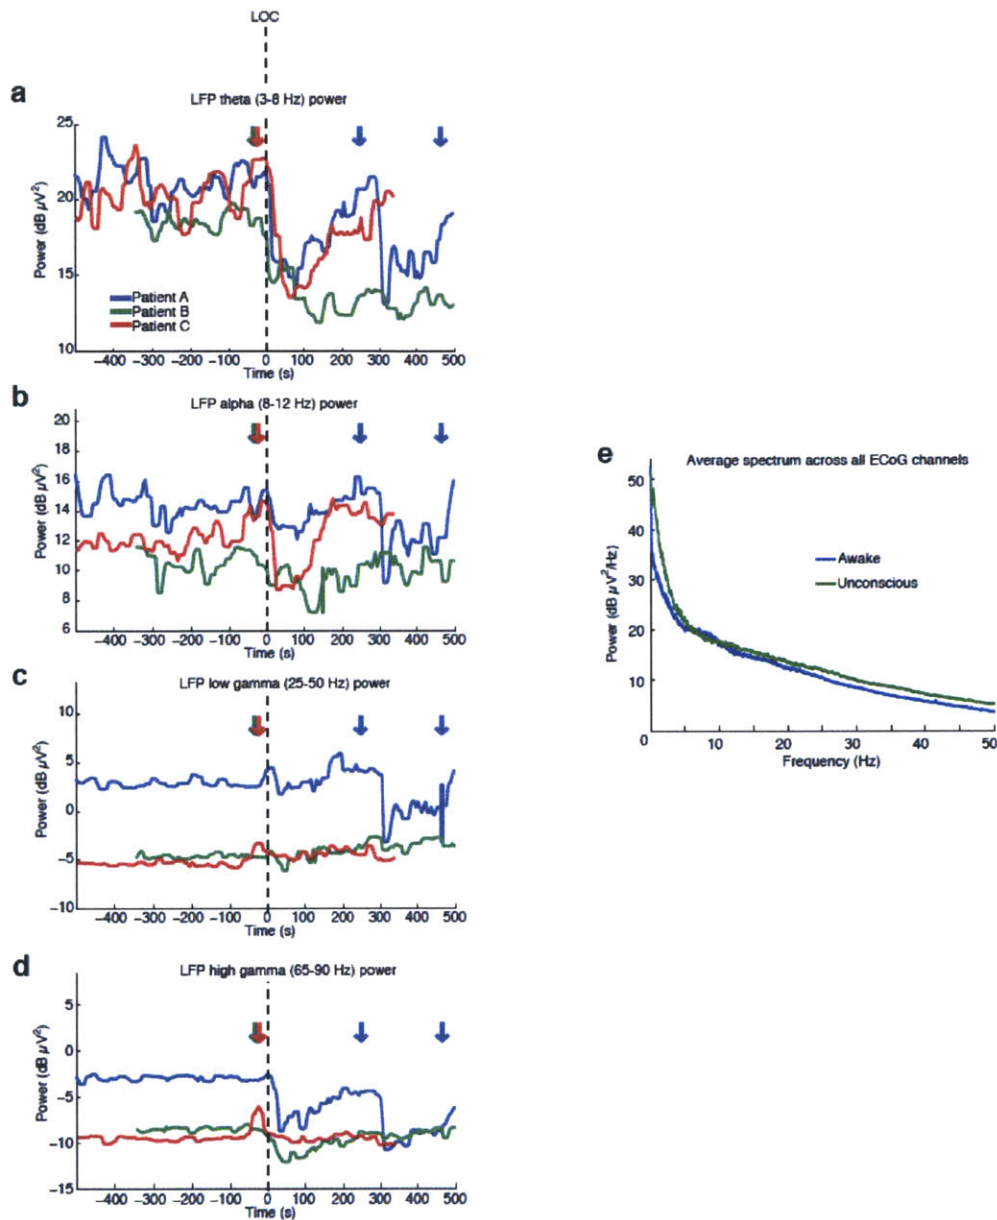 LOC
a
LFP theta (3-8 Hz) power
25
20
15
10
Power (dB µV²)
Patient A
Patient B
Patient C
−400 −300 −200 −100 0 100 200 300 400 500
Time (s)
b
LFP alpha (8-12 Hz) power
20
18
16
14
12
10
8
6
Power (dB µV²)
−400 −300 −200 −100 0 100 200 300 400 500
Time (s)
c
LFP low gamma (25-50 Hz) power
10
5
0
−5
−10
Power (dB µV²)
−400 −300 −200 −100 0 100 200 300 400 500
Time (s)
d
LFP high gamma (65-90 Hz) power
5
0
−5
−10
−15
Power (dB µV²)
−400 −300 −200 −100 0 100 200 300 400 500
Time (s)
e
Average spectrum across all ECoG channels
50
40
30
20
10
Power (dB µV²/Hz)
Awake
Unconscious
0 10 20 30 40 50
Frequency (Hz)